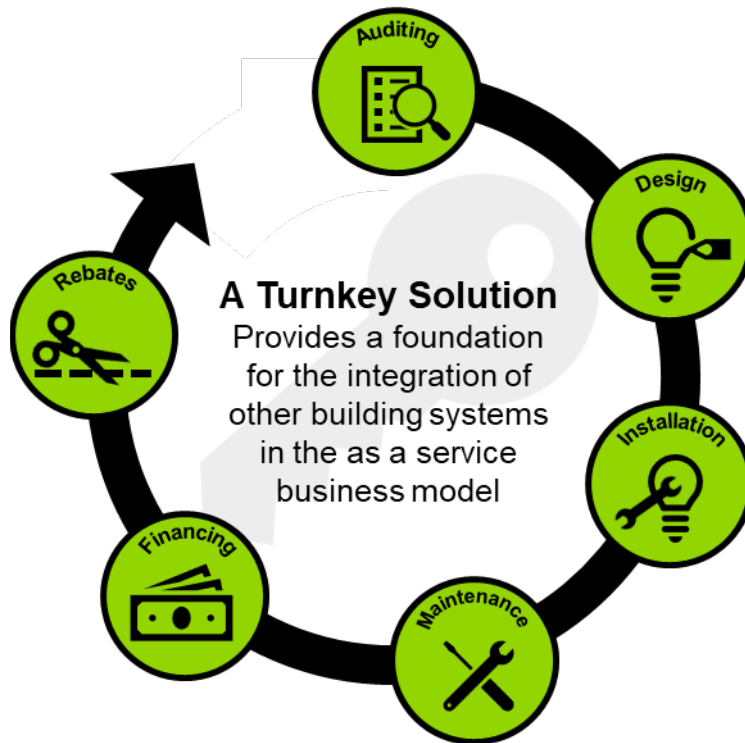 Auditing
Design
Installation
Maintenance
Financing
Rebates
A Turnkey Solution
Provides a foundation
for the integration of
other building systems
in the as a service
business model